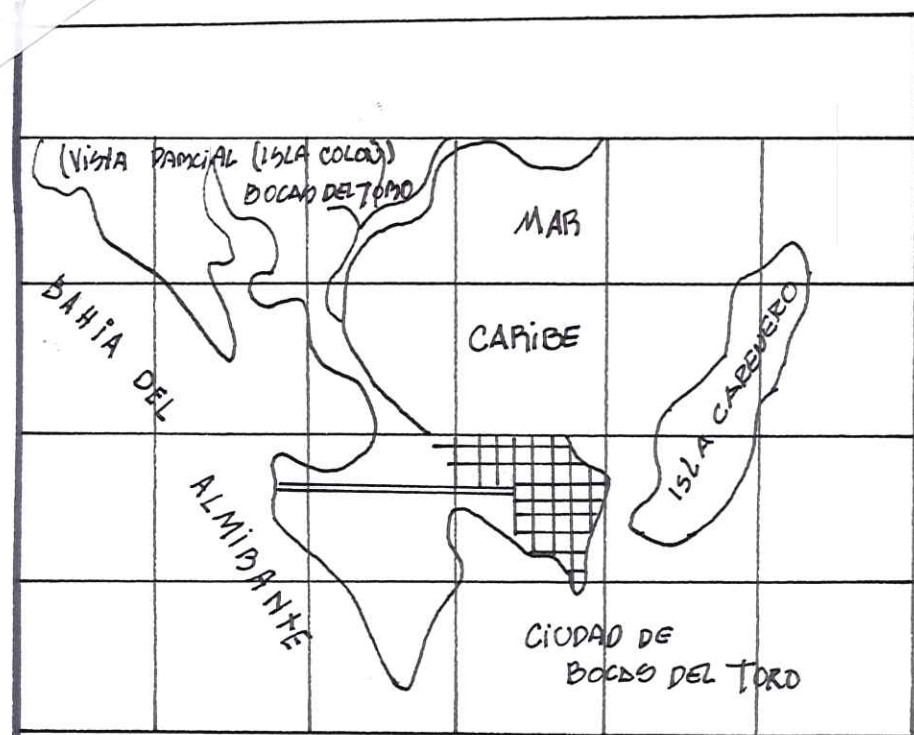 (VISTA PARCIAL (ISLA COLON)
BOCAS DEL TORO
MAR
CARIBE
BAHIA DEL
ALMIRANTE
ISLA CARENERO
CIUDAD DE
BOCAS DEL TORO